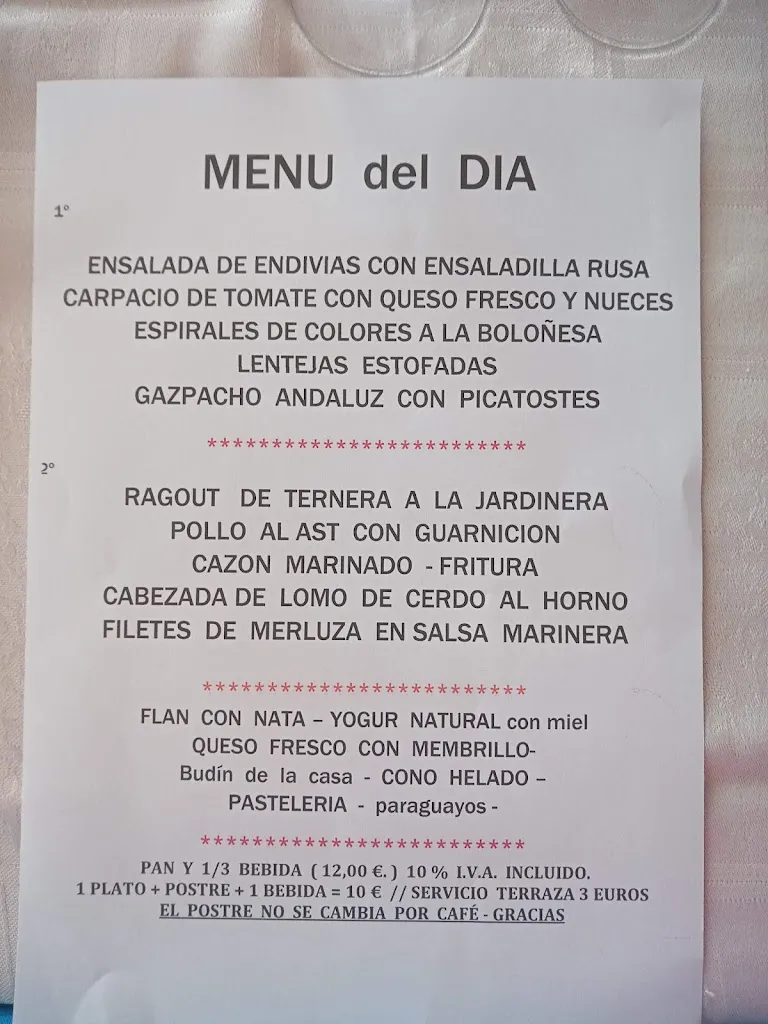 MENU del DIA
1º
ENSALADA DE ENDIVIAS CON ENSALADILLA RUSA
CARPACIO DE TOMATE CON QUESO FRESCO Y NUECES
ESPIRALES DE COLORES A LA BOLOÑESA
LENTEJAS ESTOFADAS
GAZPACHO ANDALUZ CON PICATOSTES
*************************
2º
RAGOUT DE TERNERA A LA JARDINERA
POLLO AL AST CON GUARNICION
CAZON MARINADO - FRITURA
CABEZADA DE LOMO DE CERDO AL HORNO
FILETES DE MERLUZA EN SALSA MARINERA
*************************
FLAN CON NATA – YOGUR NATURAL con miel
QUESO FRESCO CON MEMBRILLO-
Budín de la casa - CONO HELADO –
PASTELERIA - paraguayos -
*************************
PAN Y 1/3 BEBIDA ( 12,00 €. ) 10 % I.V.A. INCLUIDO.
1 PLATO + POSTRE + 1 BEBIDA = 10 € // SERVICIO TERRAZA 3 EUROS
EL POSTRE NO SE CAMBIA POR CAFÉ - GRACIAS